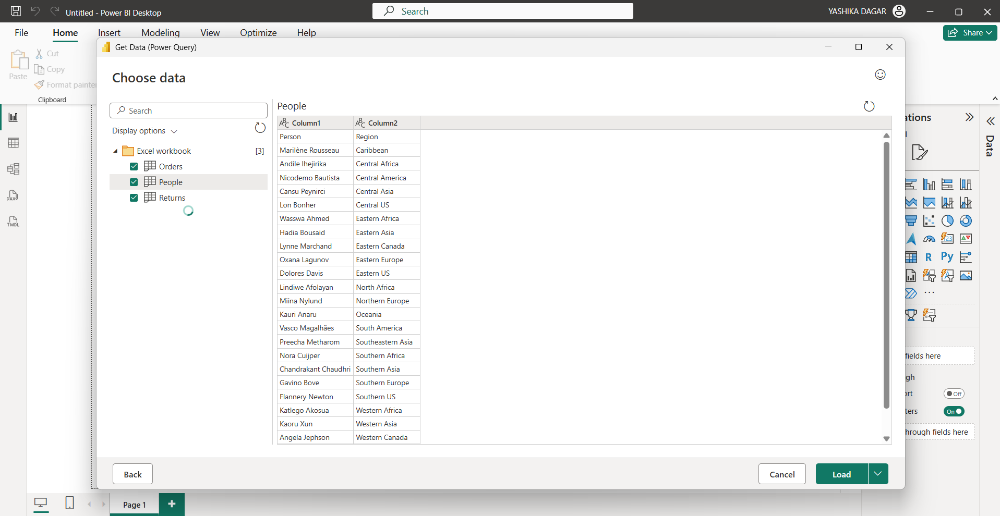 Untitled - Power BI Desktop
Search
YASHIKA DAGAR
File Home Insert Modeling View Optimize Help
Share
Paste
Cut
Copy
Format painter
Clipboard
Get Data (Power Query)
Choose data
Search
Display options
Excel workbook [3]
Orders
People
Returns
People
ABC Column1 ABC Column2
Person Region
Marilène Rousseau Caribbean
Andile Ihejirika Central Africa
Nicodemo Bautista Central America
Cansu Peynirci Central Asia
Lon Bonher Central US
Wasswa Ahmed Eastern Africa
Hadia Bousaid Eastern Asia
Lynne Marchand Eastern Canada
Oxana Lagunov Eastern Europe
Dolores Davis Eastern US
Lindiwe Afolayan North Africa
Miina Nylund Northern Europe
Kauri Anaru Oceania
Vasco Magalhães South America
Preecha Metharom Southeastern Asia
Nora Cuijper Southern Africa
Chandrakant Chaudhri Southern Asia
Gavino Bove Southern Europe
Flannery Newton Southern US
Katlego Akosua Western Africa
Kaoru Xun Western Asia
Angela Jephson Western Canada
Back
Cancel
Load
DAX
TMDL
ations
Data
123
R Py
fields here
gh
ort Off
ters On
hrough fields here
Page 1